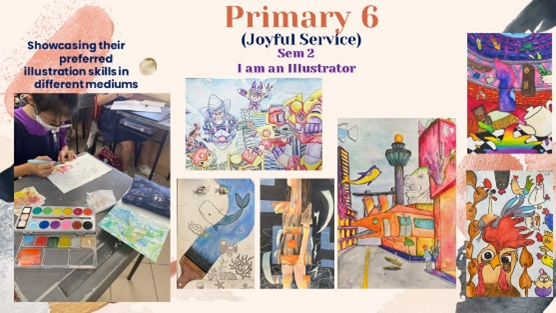 Primary 6
(Joyful Service)
Sem 2
I am an Illustrator
Showcasing their
preferred
illustration skills in
different mediums